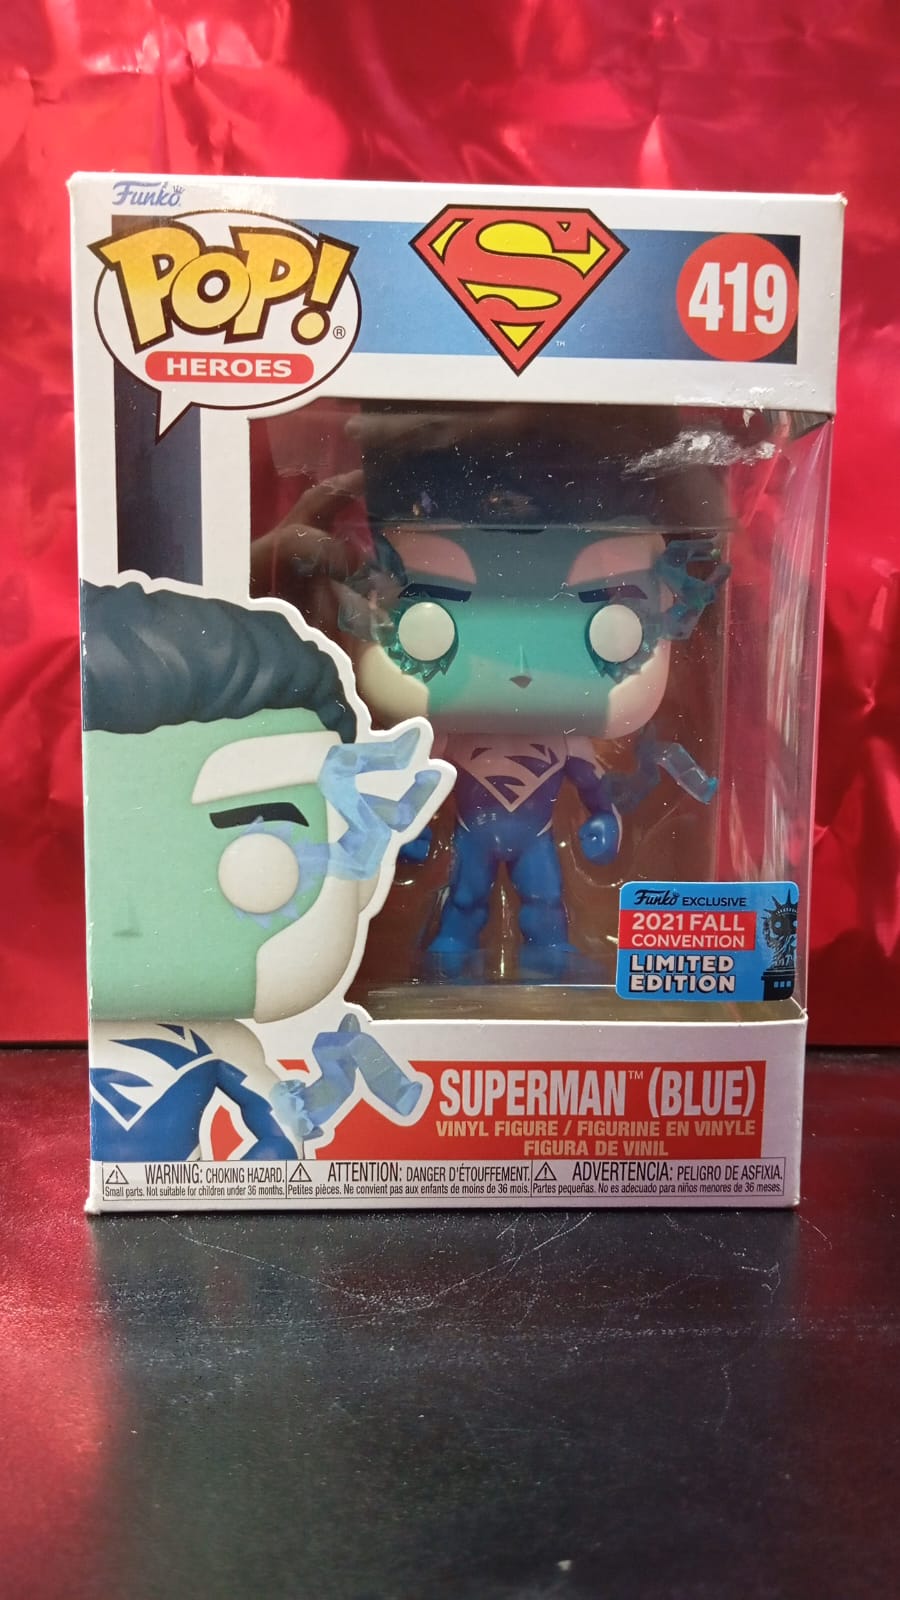 Funko
POP!®
HEROES
S
™
419
Funko EXCLUSIVE
2021 FALL
CONVENTION
LIMITED
EDITION
SUPERMAN™ (BLUE)
VINYL FIGURE / FIGURINE EN VINYLE
FIGURA DE VINIL
WARNING: CHOKING HAZARD.
Small parts. Not suitable for children under 36 months.
ATTENTION: DANGER D'ÉTOUFFEMENT.
Petites pièces. Ne convient pas aux enfants de moins de 36 mois.
ADVERTENCIA: PELIGRO DE ASFIXIA.
Partes pequeñas. No es adecuado para niños menores de 36 meses.